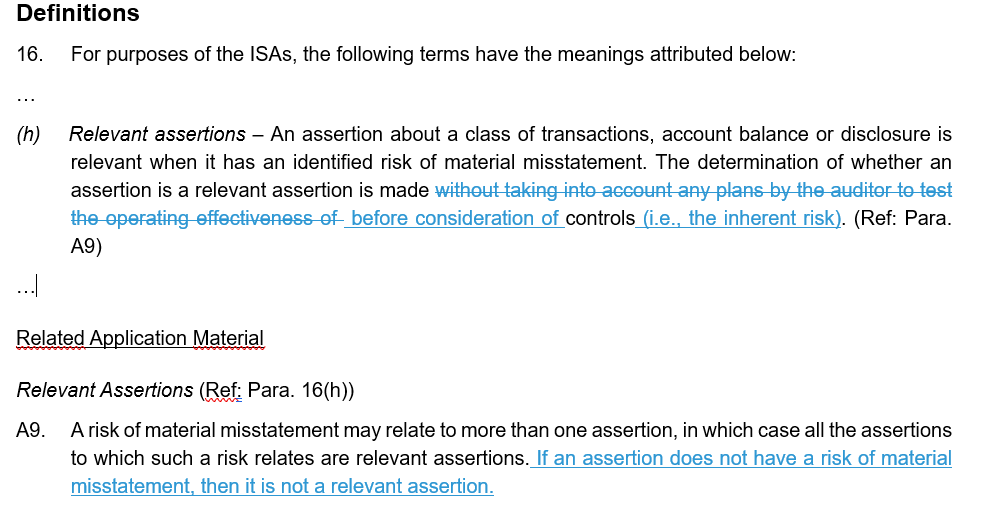 Definitions
16. For purposes of the ISAs, the following terms have the meanings attributed below:
…
(h) Relevant assertions – An assertion about a class of transactions, account balance or disclosure is
relevant when it has an identified risk of material misstatement. The determination of whether an
assertion is a relevant assertion is made without taking into account any plans by the auditor to test
the operating effectiveness of before consideration of controls (i.e., the inherent risk). (Ref: Para.
A9)
…
Related Application Material
Relevant Assertions (Ref: Para. 16(h))
A9. A risk of material misstatement may relate to more than one assertion, in which case all the assertions
to which such a risk relates are relevant assertions. If an assertion does not have a risk of material
misstatement, then it is not a relevant assertion.